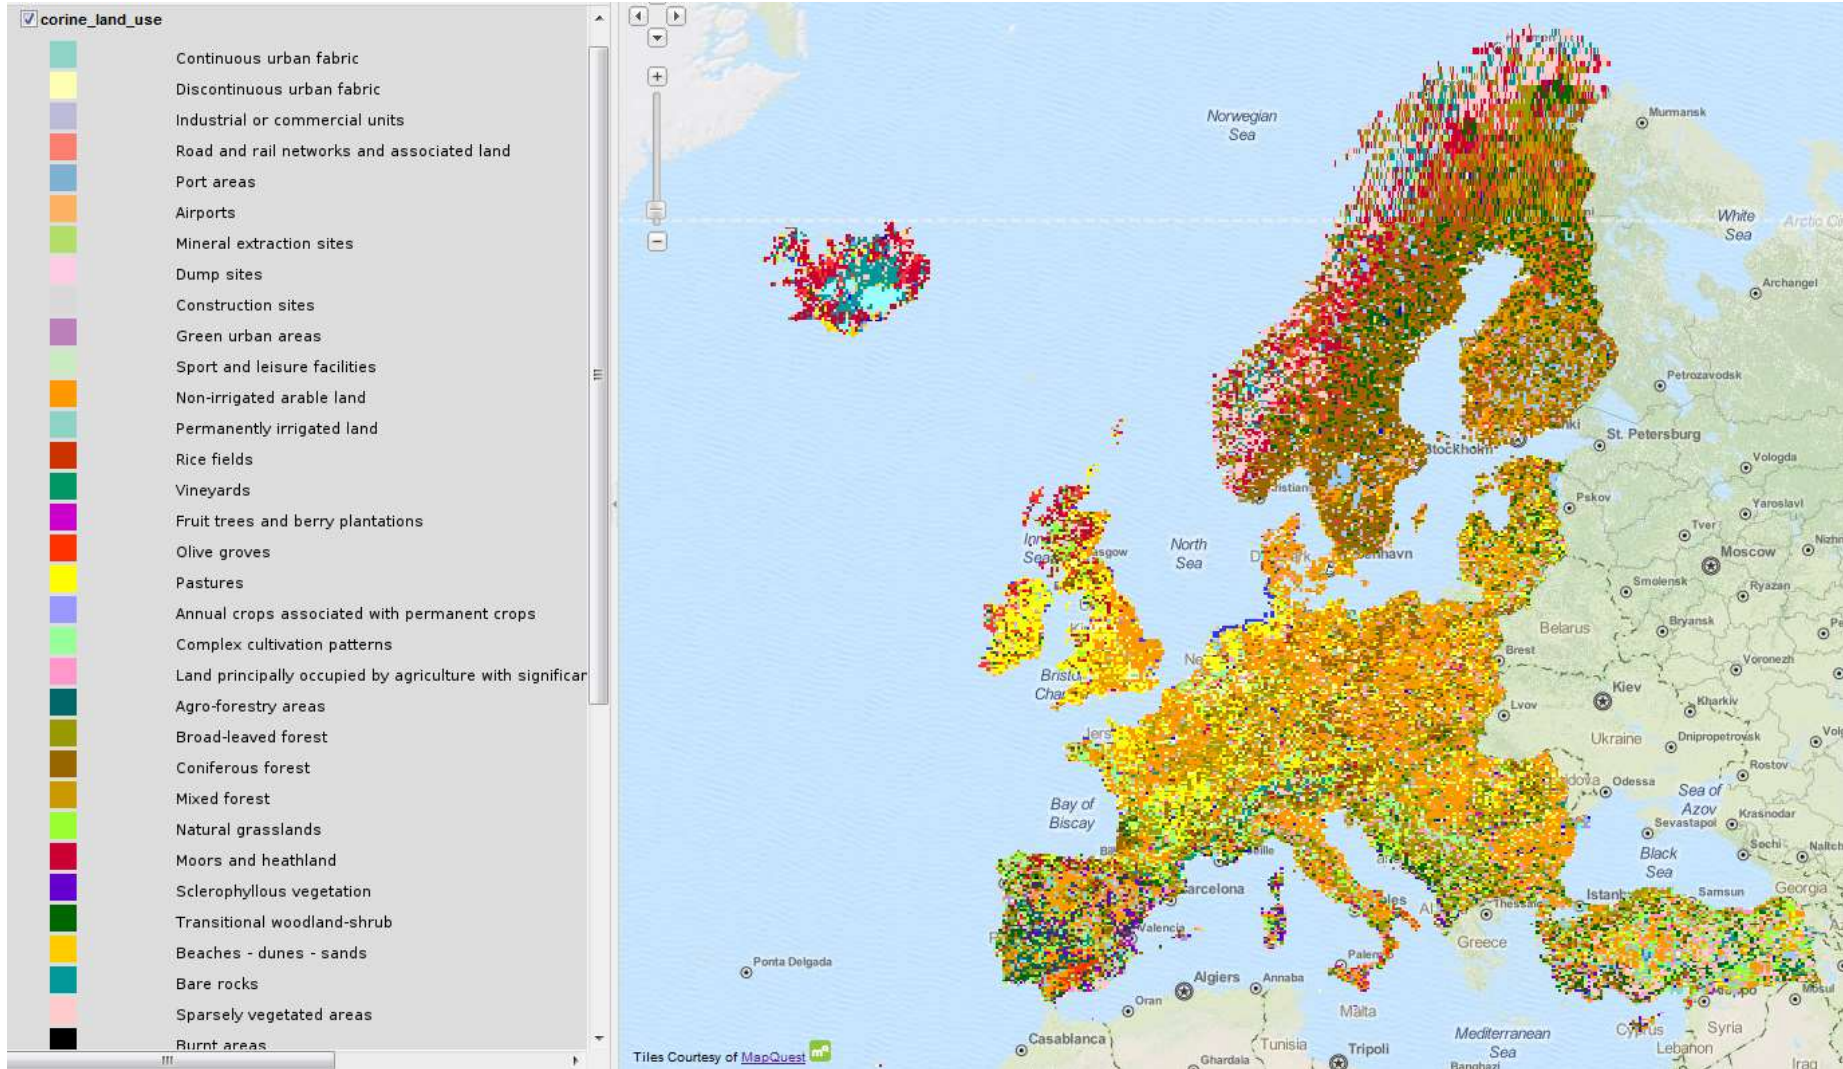 corine_land_use
Continuous urban fabric
Discontinuous urban fabric
Industrial or commercial units
Road and rail networks and associated land
Port areas
Airports
Mineral extraction sites
Dump sites
Construction sites
Green urban areas
Sport and leisure facilities
Non-irrigated arable land
Permanently irrigated land
Rice fields
Vineyards
Fruit trees and berry plantations
Olive groves
Pastures
Annual crops associated with permanent crops
Complex cultivation patterns
Land principally occupied by agriculture with significar
Agro-forestry areas
Broad-leaved forest
Coniferous forest
Mixed forest
Natural grasslands
Moors and heathland
Sclerophyllous vegetation
Transitional woodland-shrub
Beaches - dunes - sands
Bare rocks
Sparsely vegetated areas
Burnt areas
Norwegian
Sea
Murmansk
White
Sea
Arctic Cir
Archangel
Petrozavodsk
St. Petersburg
Stockholm
Vologda
Pskov
Yaroslavl
Tver
Nizhn
Moscow
North
Sea
Smolensk
Ryazan
Bryansk
Belarus
Brest
Voronezh
Kiev
Kharkiv
Lvov
Ukraine
Dnipropetrovsk
Rostov
Odessa
Sea of
Azov
Krasnodar
Sevastapol
Sochi
Bay of
Biscay
Black
Sea
Georgia
Samsun
Barcelona
Valencia
Greece
Ponta Delgada
Algiers
Annaba
Oran
Malta
Mosul
Cyprus
Syria
Casablanca
Tunisia
Tripoli
Mediterranean
Sea
Lebanon
Ghardaia
Banghazi
Iraq
Tiles Courtesy of MapQuest